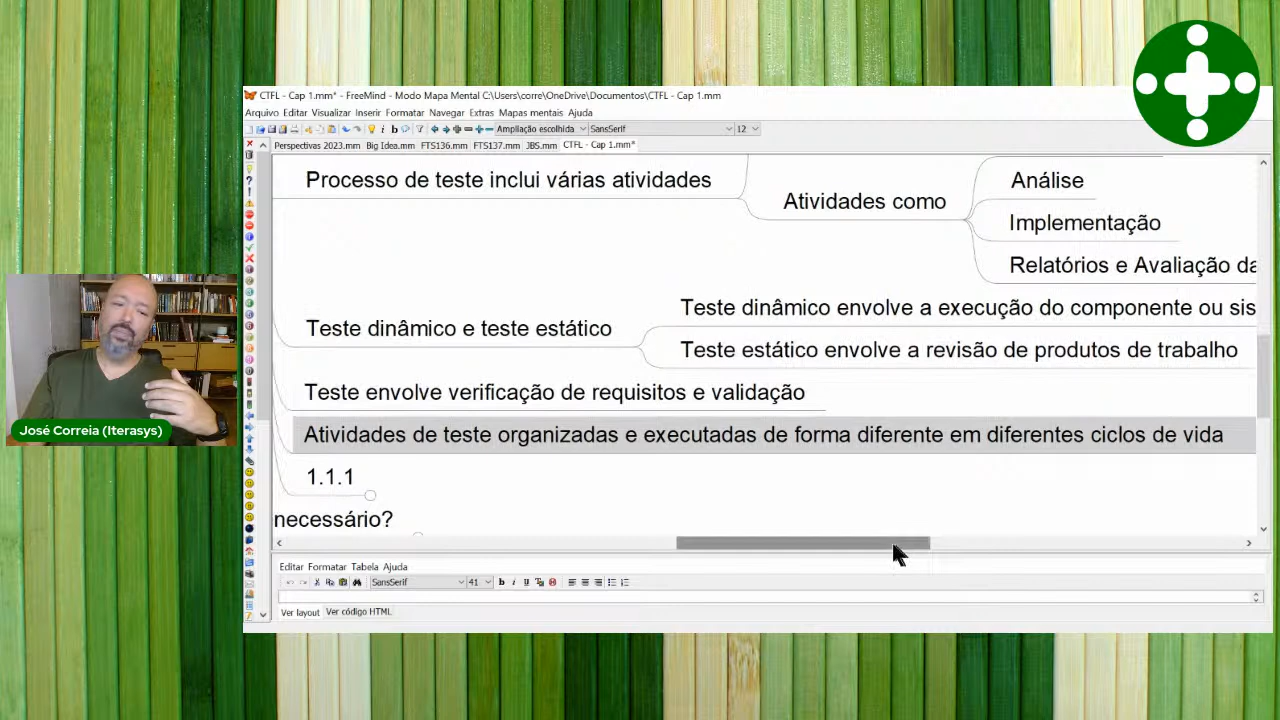 CTFL - Cap 1.mm* - FreeMind - Modo Mapa Mental C:\Users\corre\OneDrive\Documentos\CTFL - Cap 1.mm
Arquivo Editar Visualizar Inserir Formatar Navegar Extras Mapas mentais Ajuda
Ampliação escolhida SansSerif 12
Perspectivas 2023.mm Big Idea.mm FTS136.mm FTS137.mm JBS.mm CTFL - Cap 1.mm*
Processo de teste inclui várias atividades
Atividades como
Análise
Implementação
Relatórios e Avaliação da
Teste dinâmico e teste estático
Teste dinâmico envolve a execução do componente ou sis
Teste estático envolve a revisão de produtos de trabalho
Teste envolve verificação de requisitos e validação
Atividades de teste organizadas e executadas de forma diferente em diferentes ciclos de vida
1.1.1
necessário?
Editar Formatar Tabela Ajuda
SansSerif 41
Ver layout Ver código HTML
José Correia (Iterasys)